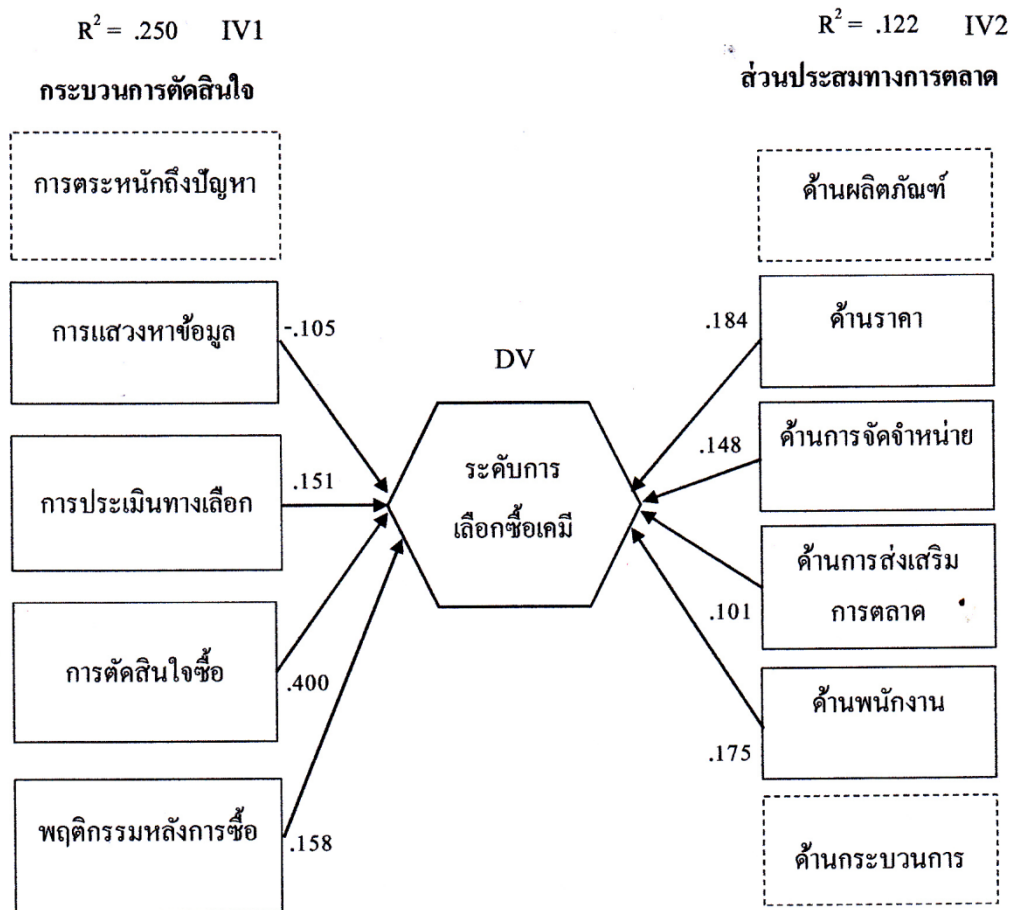 R² = .250 IV1
กระบวนการตัดสินใจ
การตระหนักถึงปัญหา
การแสวงหาข้อมูล
-.105
การประเมินทางเลือก
.151
การตัดสินใจซื้อ
.400
พฤติกรรมหลังการซื้อ
.158
DV
ระดับการ
เลือกซื้อเคมี
R² = .122 IV2
ส่วนประสมทางการตลาด
ด้านผลิตภัณฑ์
.184
ด้านราคา
.148
ด้านการจัดจำหน่าย
.101
ด้านการส่งเสริม
การตลาด
.175
ด้านพนักงาน
ด้านกระบวนการ